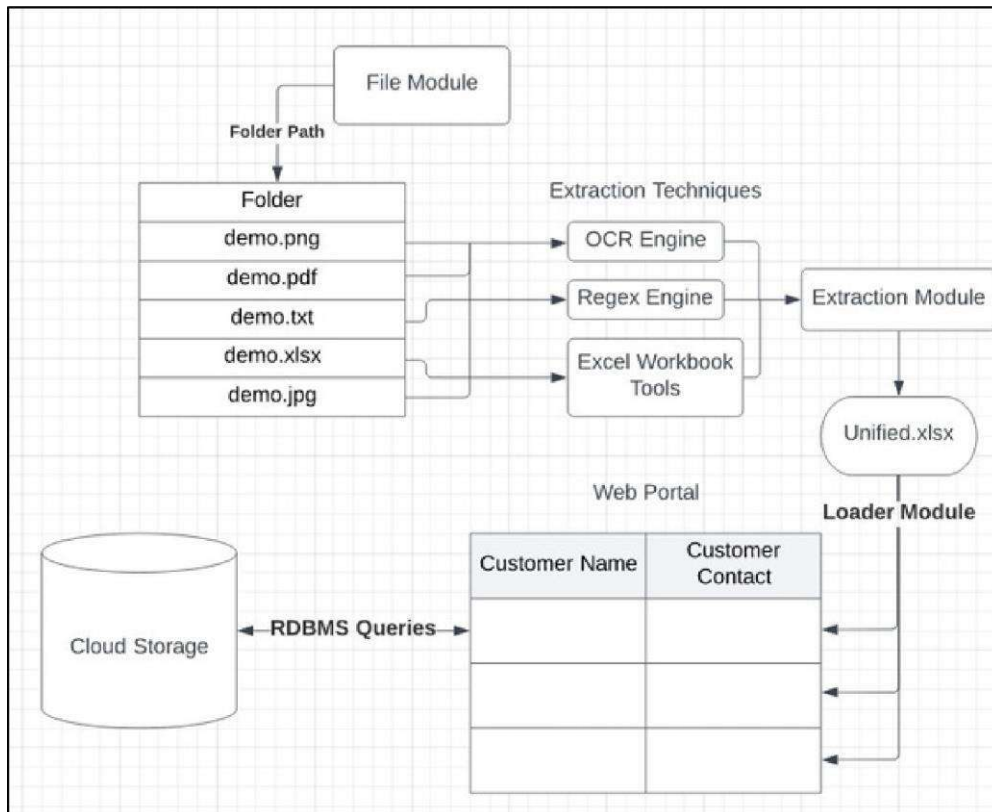 File Module
Folder Path
Folder
demo.png
demo.pdf
demo.txt
demo.xlsx
demo.jpg
Extraction Techniques
OCR Engine
Regex Engine
Excel Workbook
Tools
Extraction Module
Unified.xlsx
Loader Module
Web Portal
Customer Name
Customer
Contact
RDBMS Queries
Cloud Storage